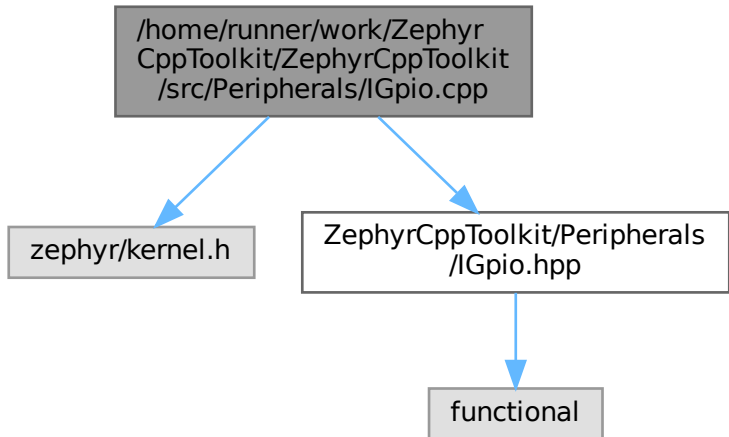 /home/runner/work/Zephyr
CppToolkit/ZephyrCppToolkit
/src/Peripherals/IGpio.cpp
zephyr/kernel.h
ZephyrCppToolkit/Peripherals
/IGpio.hpp
functional